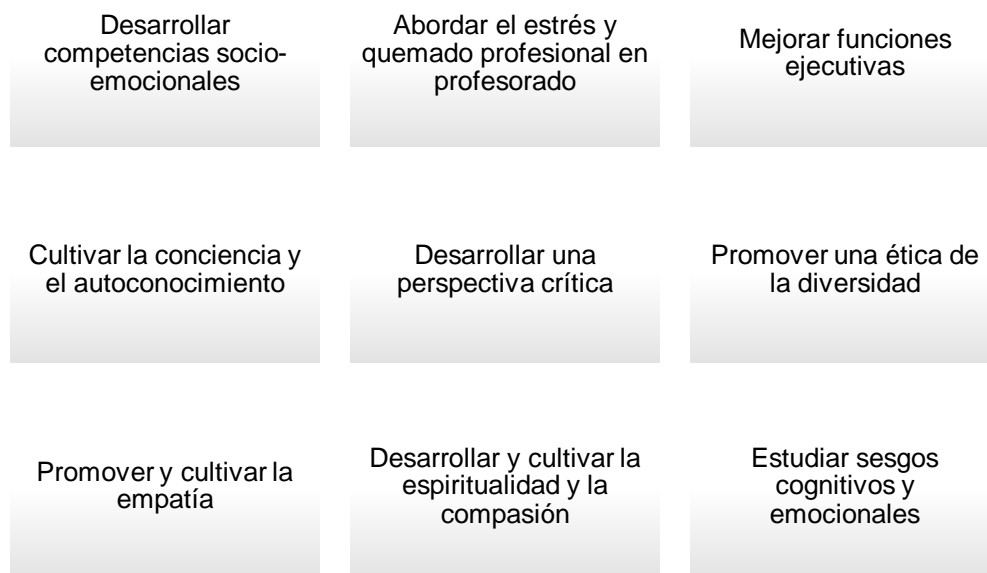 Desarrollar
competencias socio-
emocionales
Abordar el estrés y
quemado profesional en
profesorado
Mejorar funciones
ejecutivas
Cultivar la conciencia y
el autoconocimiento
Desarrollar una
perspectiva crítica
Promover una ética de
la diversidad
Promover y cultivar la
empatía
Desarrollar y cultivar la
espiritualidad y la
compasión
Estudiar sesgos
cognitivos y
emocionales